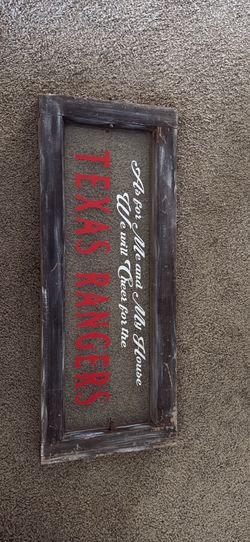 As for Me and My House
We will Cheer for the
TEXAS RANGERS